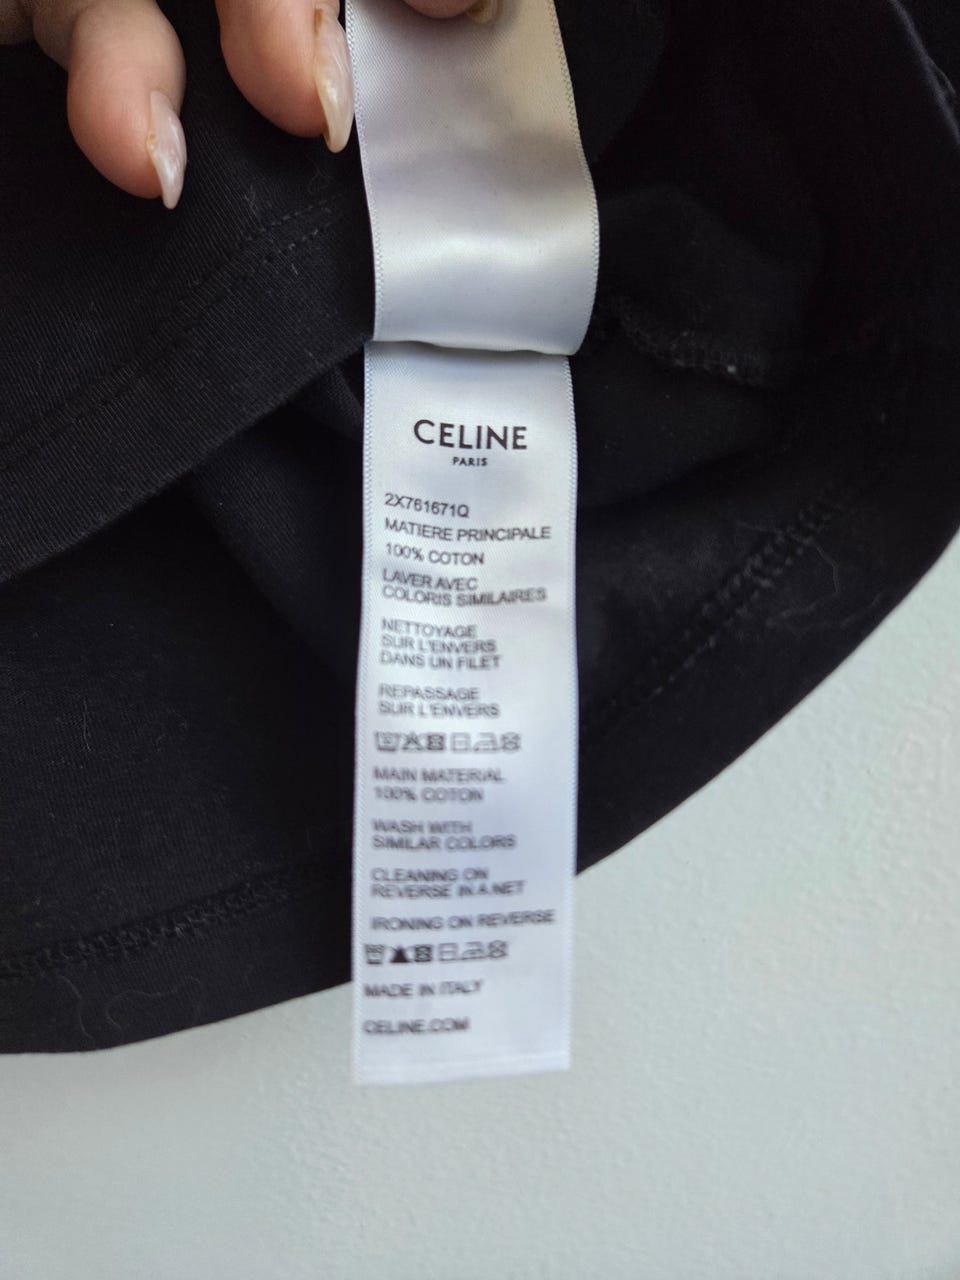 CELINE
PARIS
2X761671Q
MATIERE PRINCIPALE
100% COTON
LAVER AVEC
COLORIS SIMILAIRES
NETTOYAGE
SUR L'ENVERS
DANS UN FILET
REPASSAGE
SUR L'ENVERS
MAIN MATERIAL
100% COTON
WASH WITH
SIMILAR COLORS
CLEANING ON
REVERSE IN A NET
IRONING ON REVERSE
MADE IN ITALY
CELINE.COM